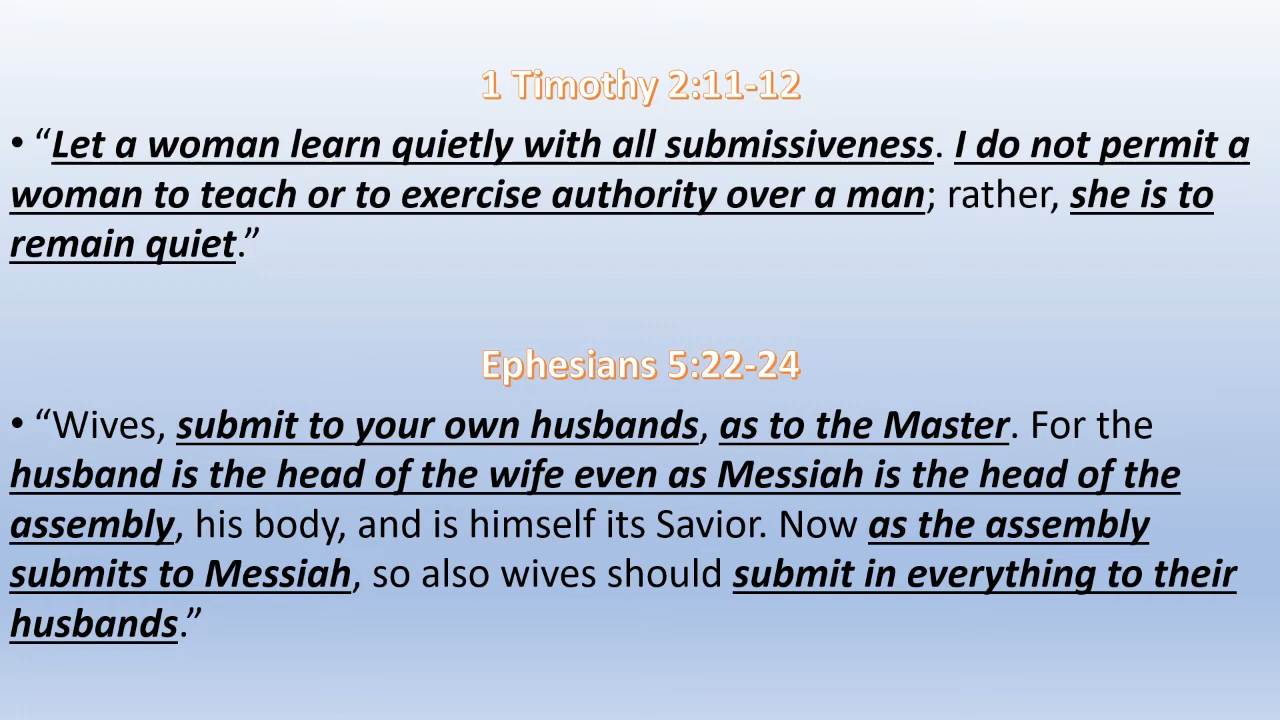 1 Timothy 2:11-12
• “Let a woman learn quietly with all submissiveness. I do not permit a
woman to teach or to exercise authority over a man; rather, she is to
remain quiet.”
Ephesians 5:22-24
• “Wives, submit to your own husbands, as to the Master. For the
husband is the head of the wife even as Messiah is the head of the
assembly, his body, and is himself its Savior. Now as the assembly
submits to Messiah, so also wives should submit in everything to their
husbands.”